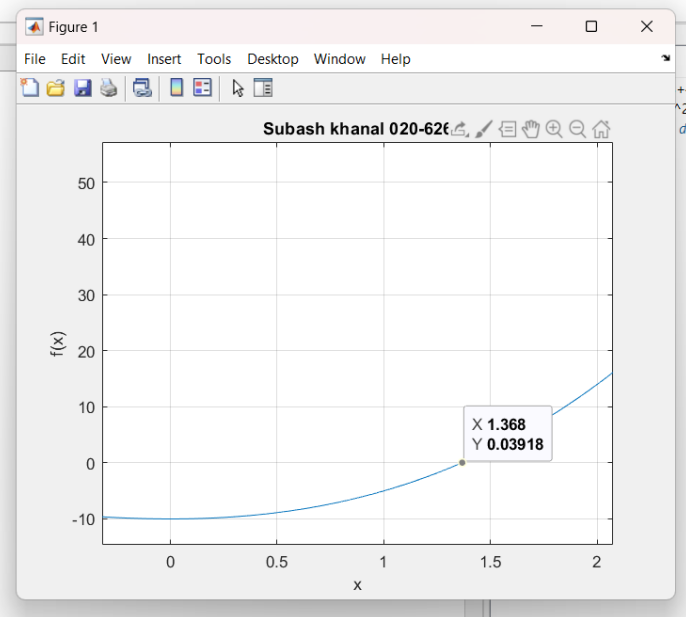 Figure 1
File Edit View Insert Tools Desktop Window Help
Subash khanal 020-626
50
40
30
20
10
0
-10
f(x)
X 1.368
Y 0.03918
0 0.5 1 1.5 2
x